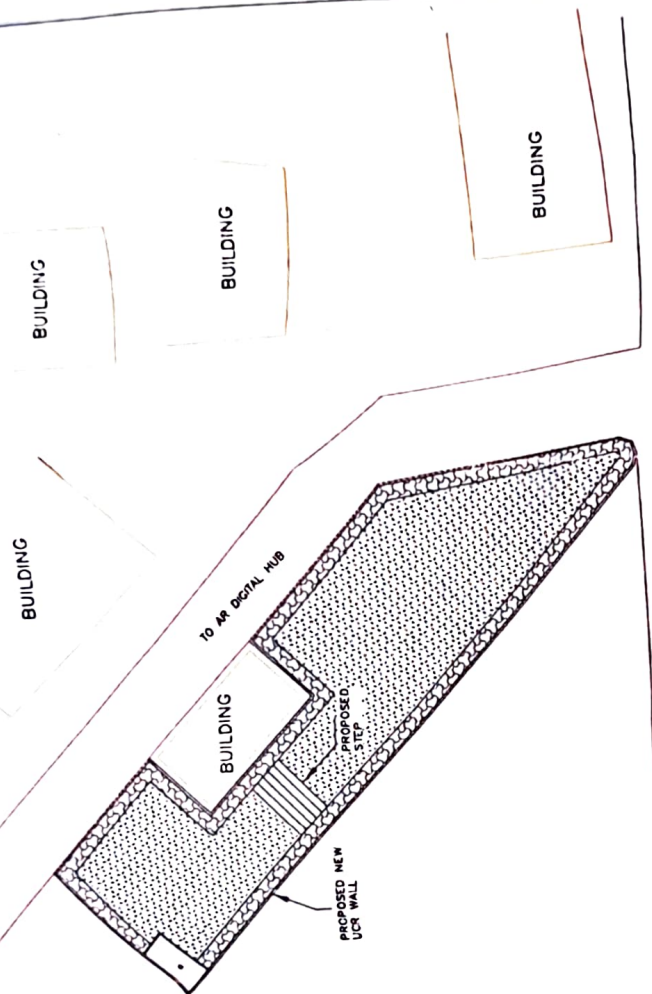 BUILDING
BUILDING
BUILDING
BUILDING
TO AR DIGITAL HUB
BUILDING
PROPOSED
STEP
PROPOSED NEW
UCR WALL